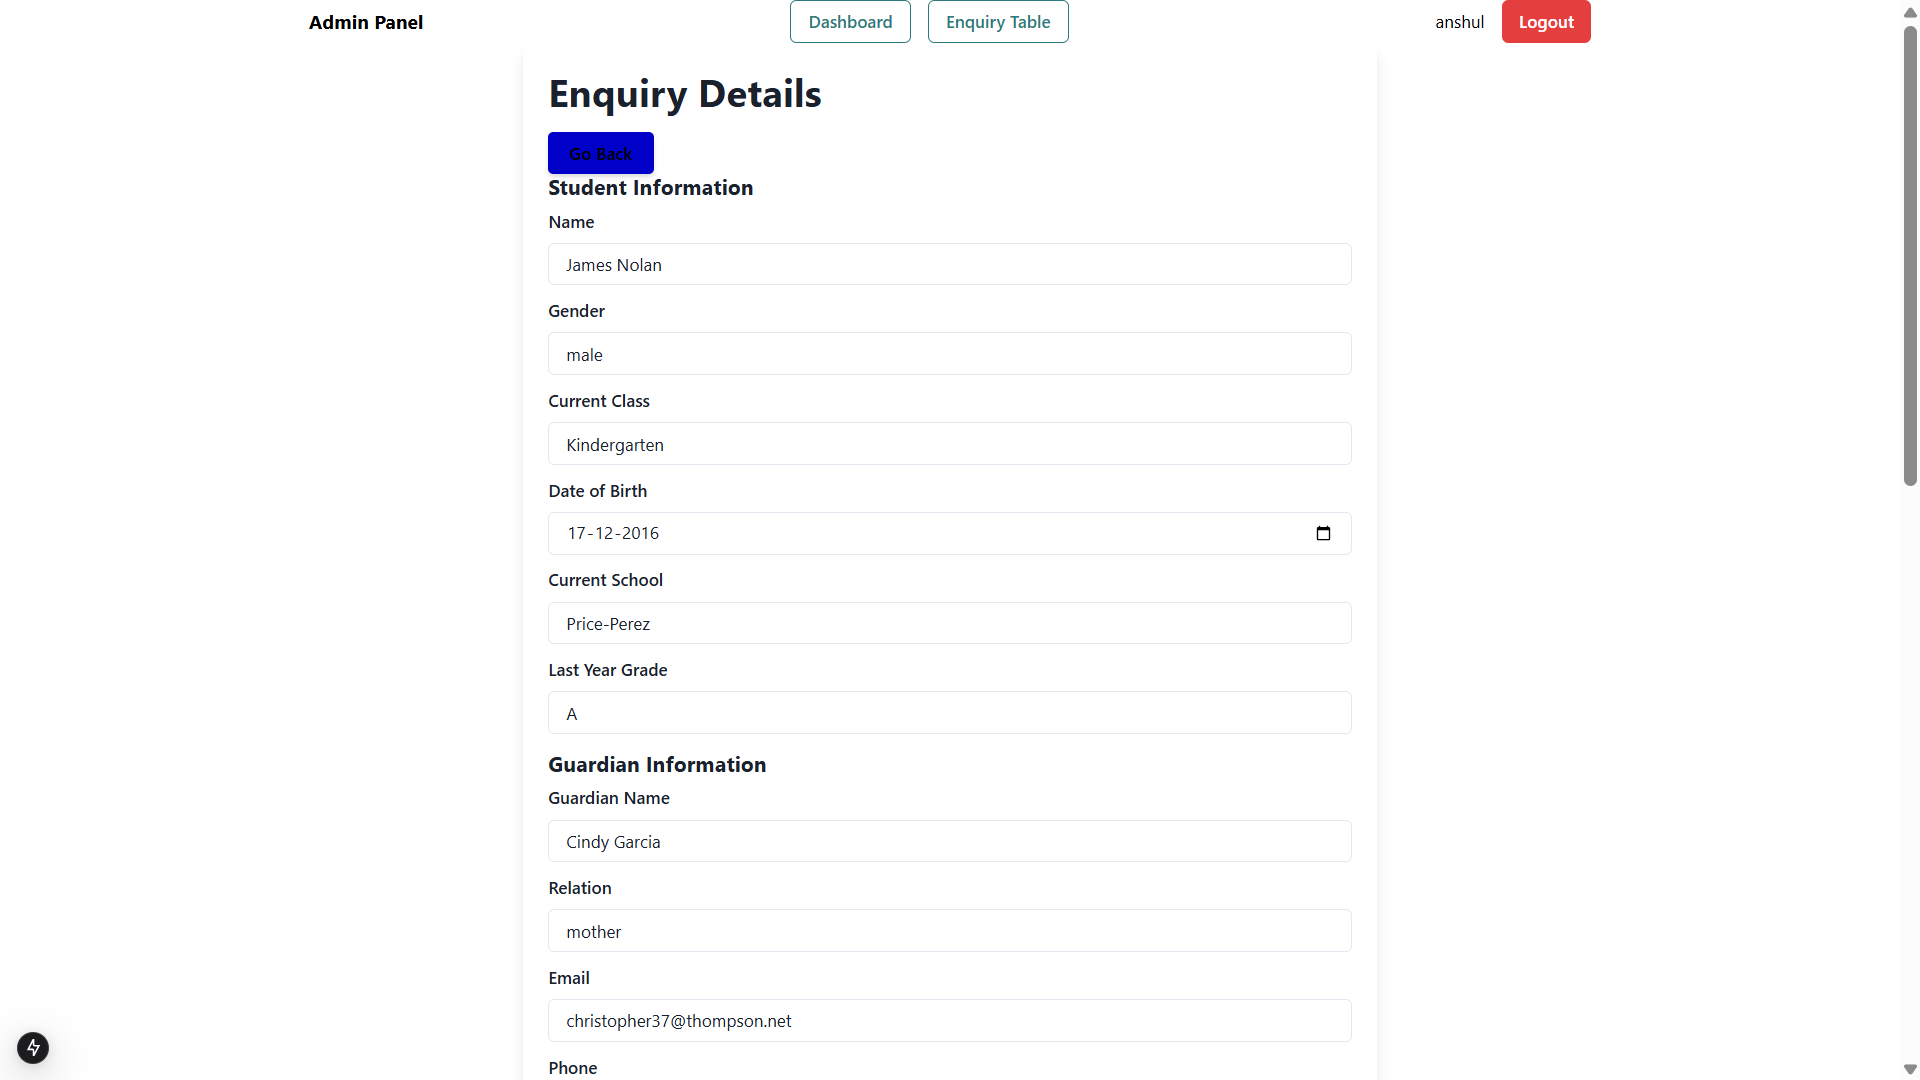 Admin Panel
Dashboard
Enquiry Table
anshul
Logout
Enquiry Details
Go Back
Student Information
Name
James Nolan
Gender
male
Current Class
Kindergarten
Date of Birth
17-12-2016
Current School
Price-Perez
Last Year Grade
A
Guardian Information
Guardian Name
Cindy Garcia
Relation
mother
Email
christopher37@thompson.net
Phone